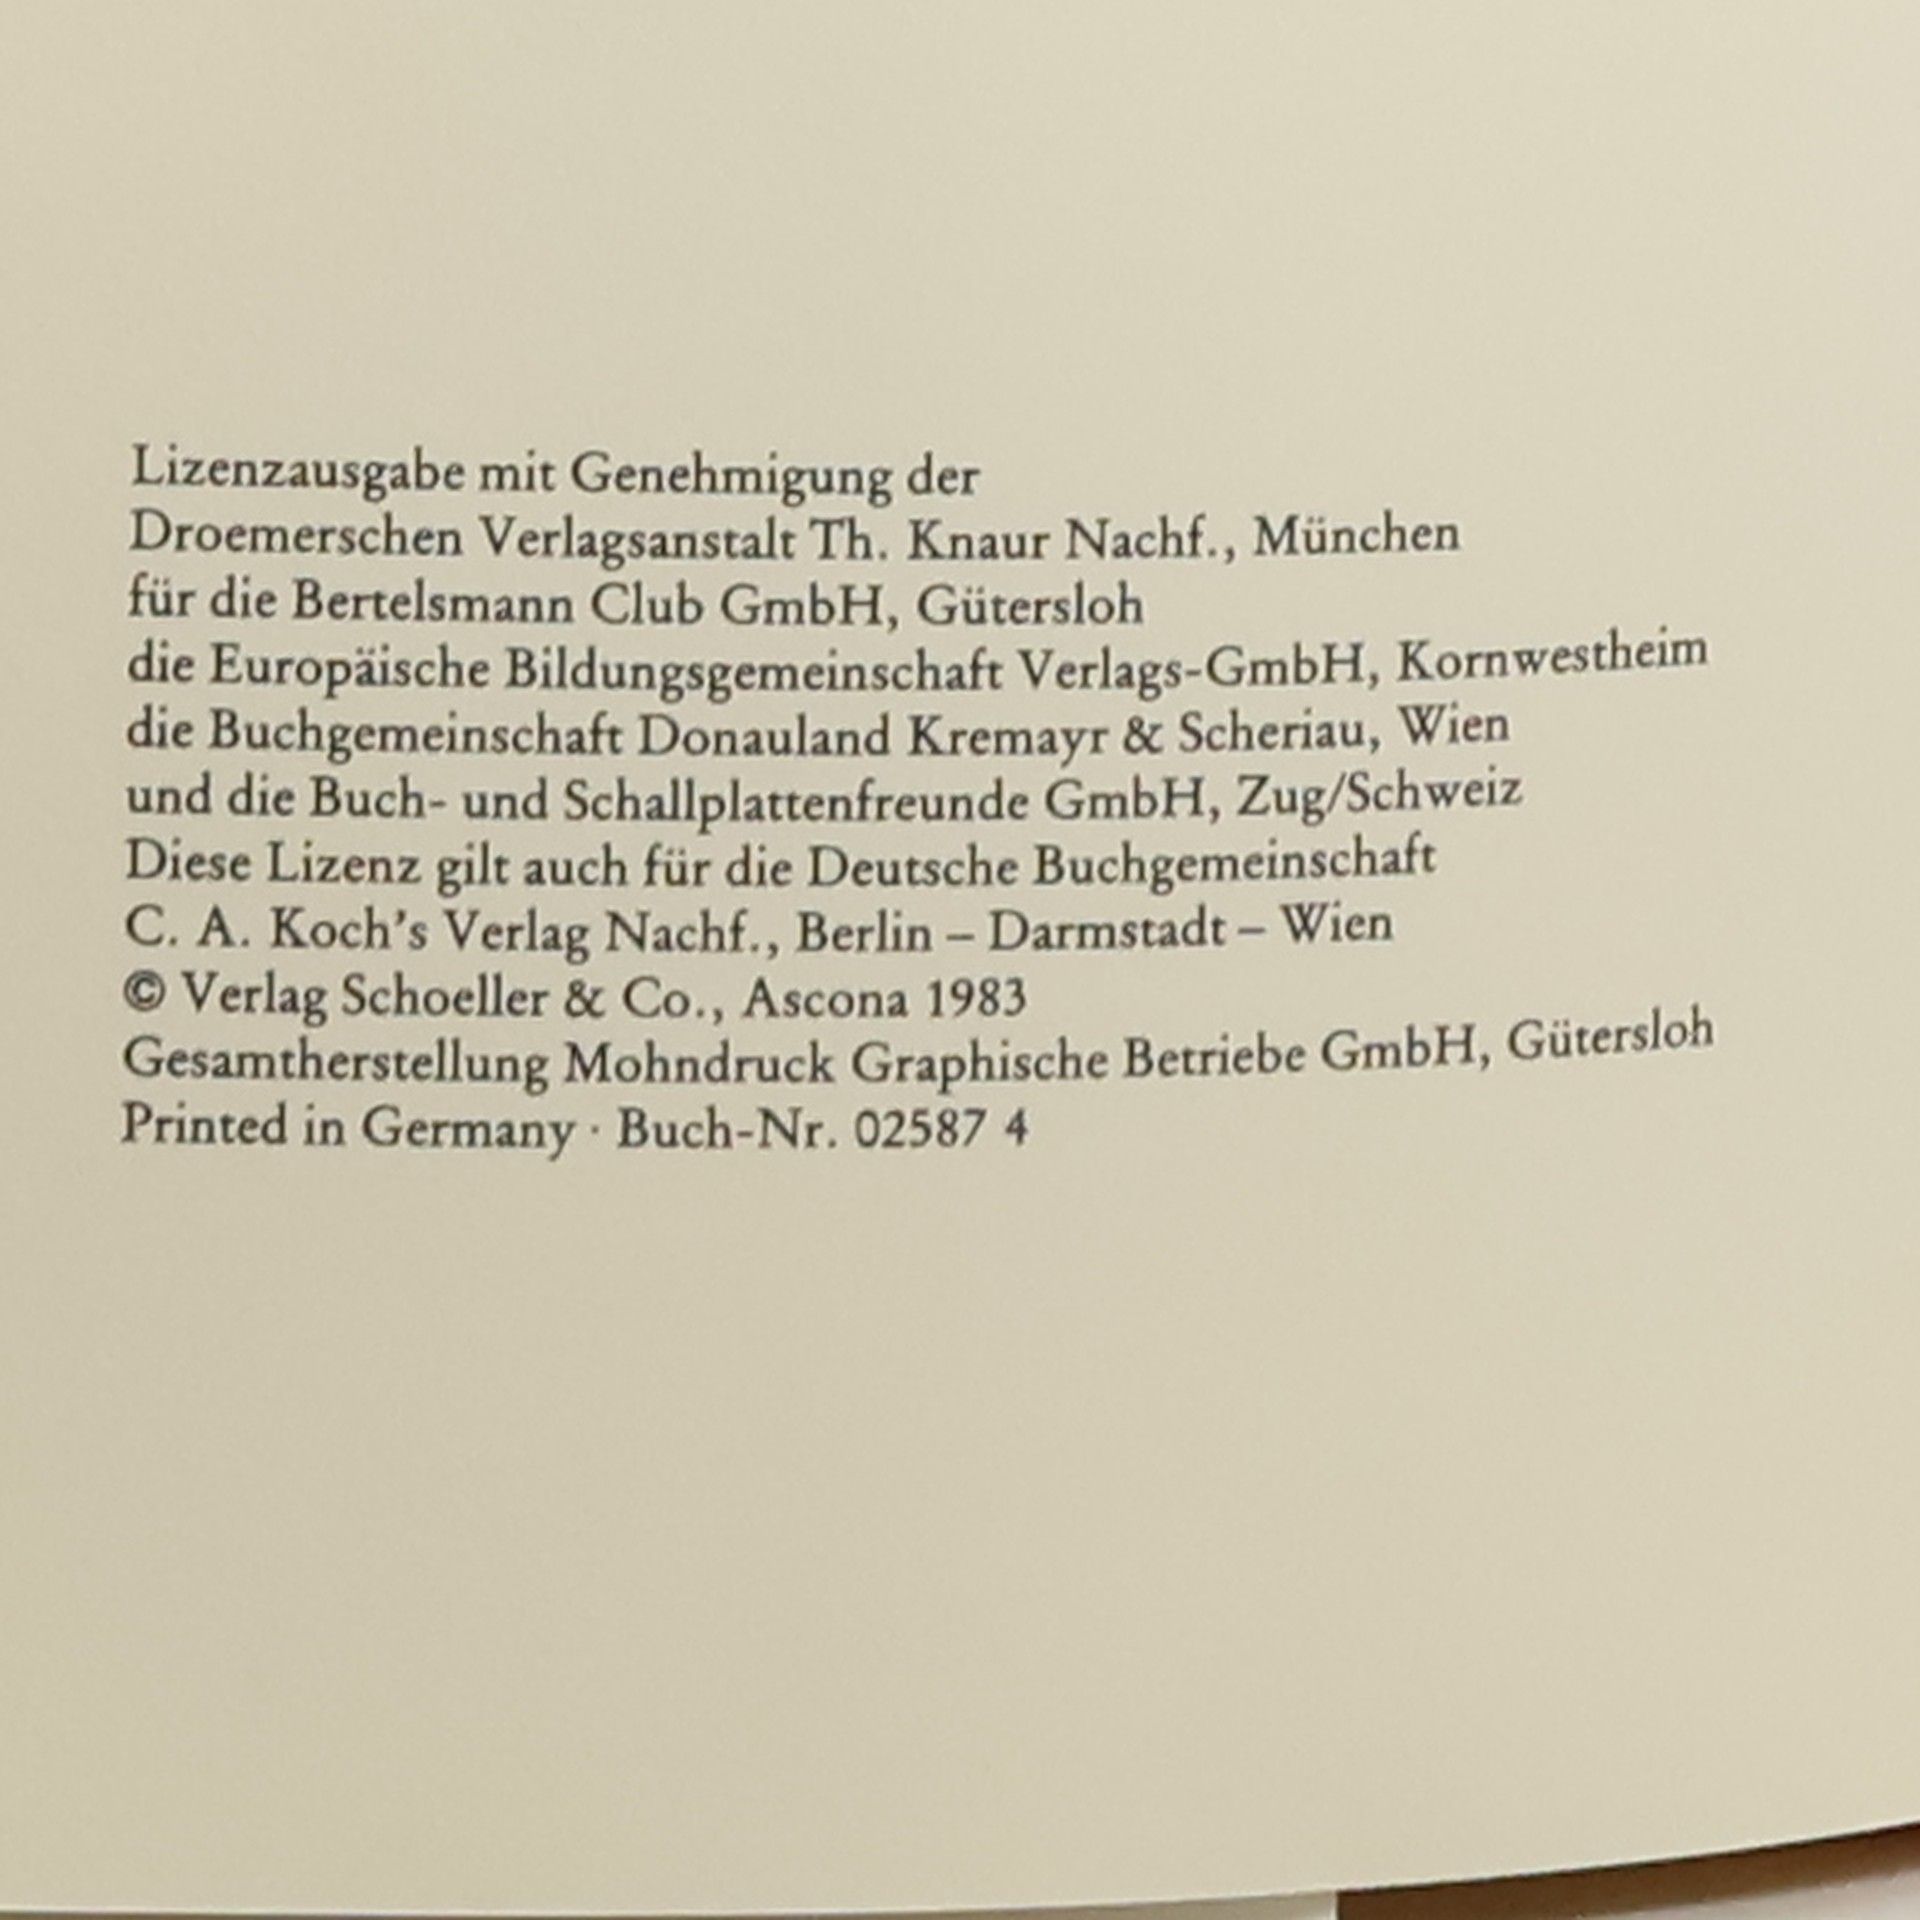 Lizenzausgabe mit Genehmigung der
Droemerschen Verlagsanstalt Th. Knaur Nachf., München
für die Bertelsmann Club GmbH, Gütersloh
die Europäische Bildungsgemeinschaft Verlags-GmbH, Kornwestheim
die Buchgemeinschaft Donauland Kremayr & Scheriau, Wien
und die Buch- und Schallplattenfreunde GmbH, Zug/Schweiz
Diese Lizenz gilt auch für die Deutsche Buchgemeinschaft
C. A. Koch’s Verlag Nachf., Berlin – Darmstadt – Wien
© Verlag Schoeller & Co., Ascona 1983
Gesamtherstellung Mohndruck Graphische Betriebe GmbH, Gütersloh
Printed in Germany · Buch-Nr. 02587 4